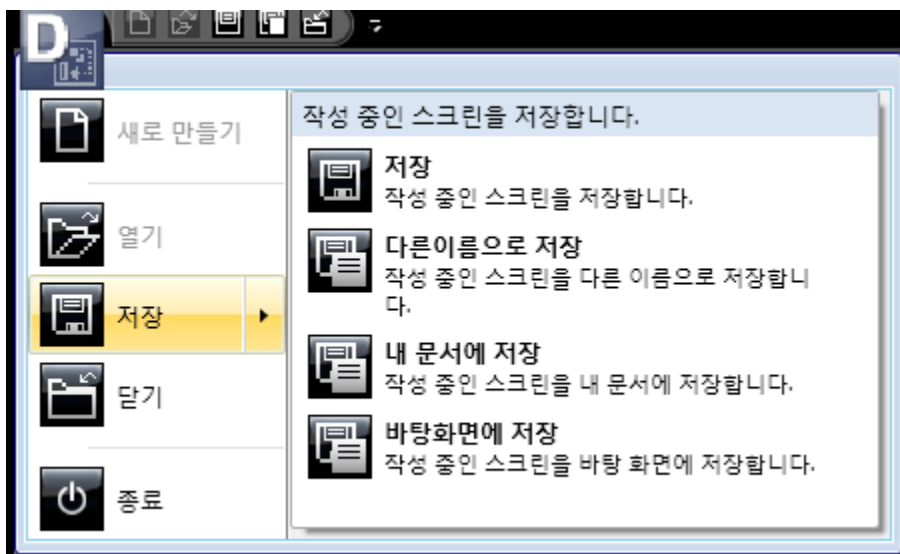 D
새로 만들기
열기
저장
닫기
종료
작성 중인 스크린을 저장합니다.
저장
작성 중인 스크린을 저장합니다.
다른이름으로 저장
작성 중인 스크린을 다른 이름으로 저장합니
다.
내 문서에 저장
작성 중인 스크린을 내 문서에 저장합니다.
바탕화면에 저장
작성 중인 스크린을 바탕 화면에 저장합니다.